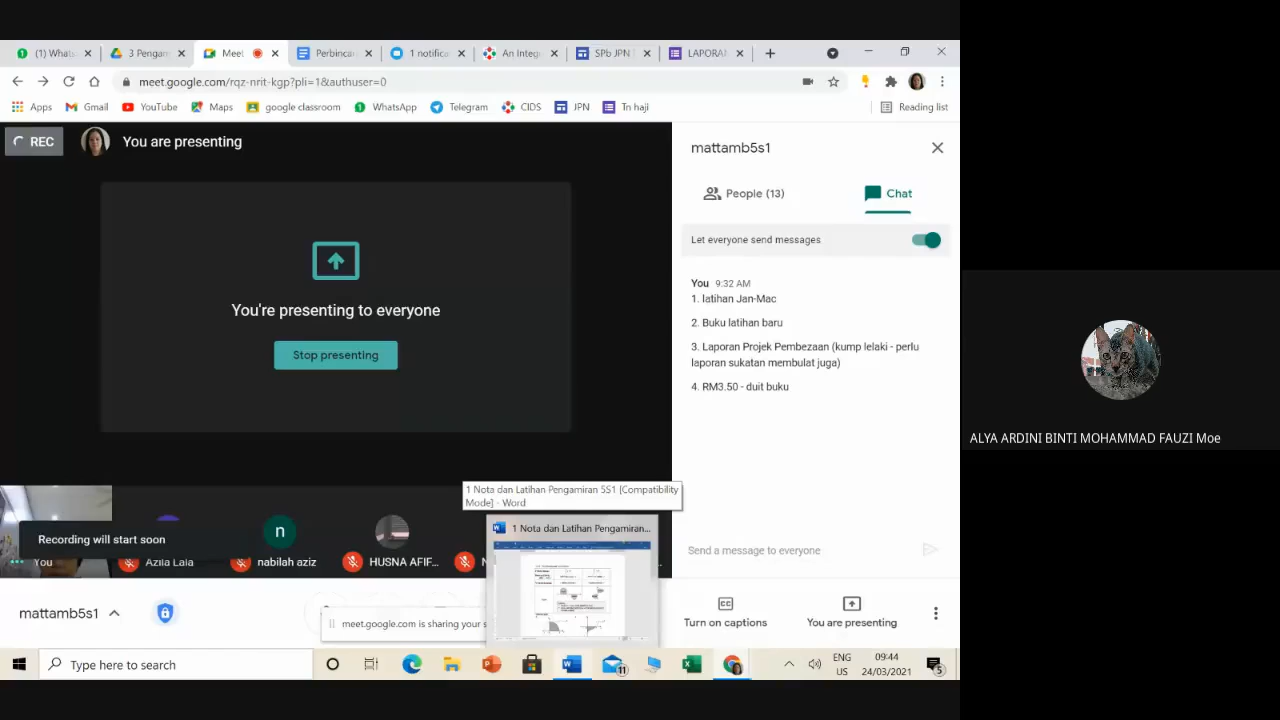 (1) Whats
3 Pengam
Meet
Perbinca
1 notifica
An Integ
SPb JPN
LAPORA
meet.google.com/rqz-nrit-kgp?pli=1&authuser=0
Apps
Gmail
YouTube
Maps
google classroom
WhatsApp
Telegram
CIDS
JPN
Tn haji
Reading list
REC
You are presenting
mattamb5s1
People (13)
Chat
Let everyone send messages
You're presenting to everyone
Stop presenting
You 9:32 AM
1. latihan Jan-Mac
2. Buku latihan baru
3. Laporan Projek Pembezaan (kump lelaki - perlu
laporan sukatan membulat juga)
4. RM3.50 - duit buku
ALYA ARDINI BINTI MOHAMMAD FAUZI Moe
1 Nota dan Latihan Pengamiran 5S1 [Compatibility
Mode] - Word
1 Nota dan Latihan Pengamiran...
Recording will start soon
n
You
Azila Lala
nabilah aziz
HUSNA AFIF...
Send a message to everyone
mattamb5s1
meet.google.com is sharing your s
Turn on captions
You are presenting
Type here to search
11
ENG
US
09:44
24/03/2021
5